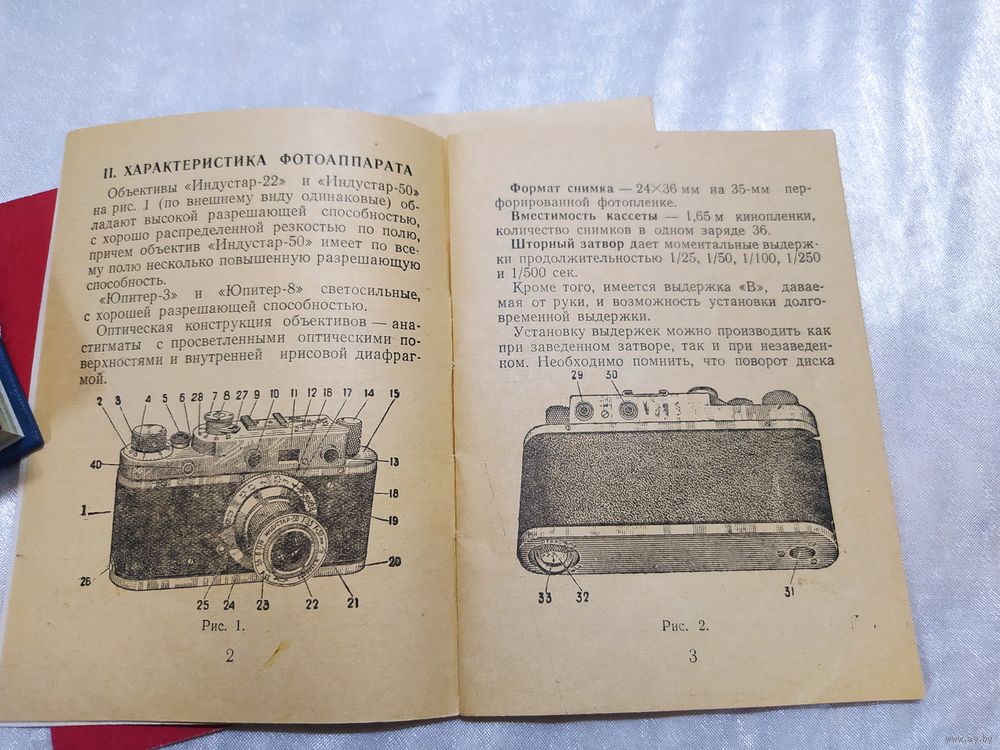 II. ХАРАКТЕРИСТИКА ФОТОАППАРАТА
Объективы «Индустар-22» и «Индустар-50»
на рис. 1 (по внешнему виду одинаковые) об-
ладают высокой разрешающей способностью,
с хорошо распределенной резкостью по полю,
причем объектив «Индустар-50» имеет по все-
му полю несколько повышенную разрешающую
способность.
«Юпитер-3» и «Юпитер-8» светосильные,
с хорошей разрешающей способностью.
Оптическая конструкция объективов — ана-
стигматы с просветленными оптическими по-
верхностями и внутренней ирисовой диафраг-
мой.
2 3 4 5 6 28 7 8 27 9 10 11 12 16 17 14 15
40
13
1
18
19
20
26
25 24 23 22 21
Рис. 1.
2
Формат снимка — 24×36 мм на 35-мм пер-
форированной фотопленке.
Вместимость кассеты — 1,65 м кинопленки,
количество снимков в одном заряде 36.
Шторный затвор дает моментальные выдерж-
ки продолжительностью 1/25, 1/50, 1/100, 1/250
и 1/500 сек.
Кроме того, имеется выдержка «В», давае-
мая от руки, и возможность установки долго-
временной выдержки.
Установку выдержек можно производить как
при заведенном затворе, так и при незаведен-
ном. Необходимо помнить, что поворот диска
29 30
33 32 31
Рис. 2.
3
www.av.by